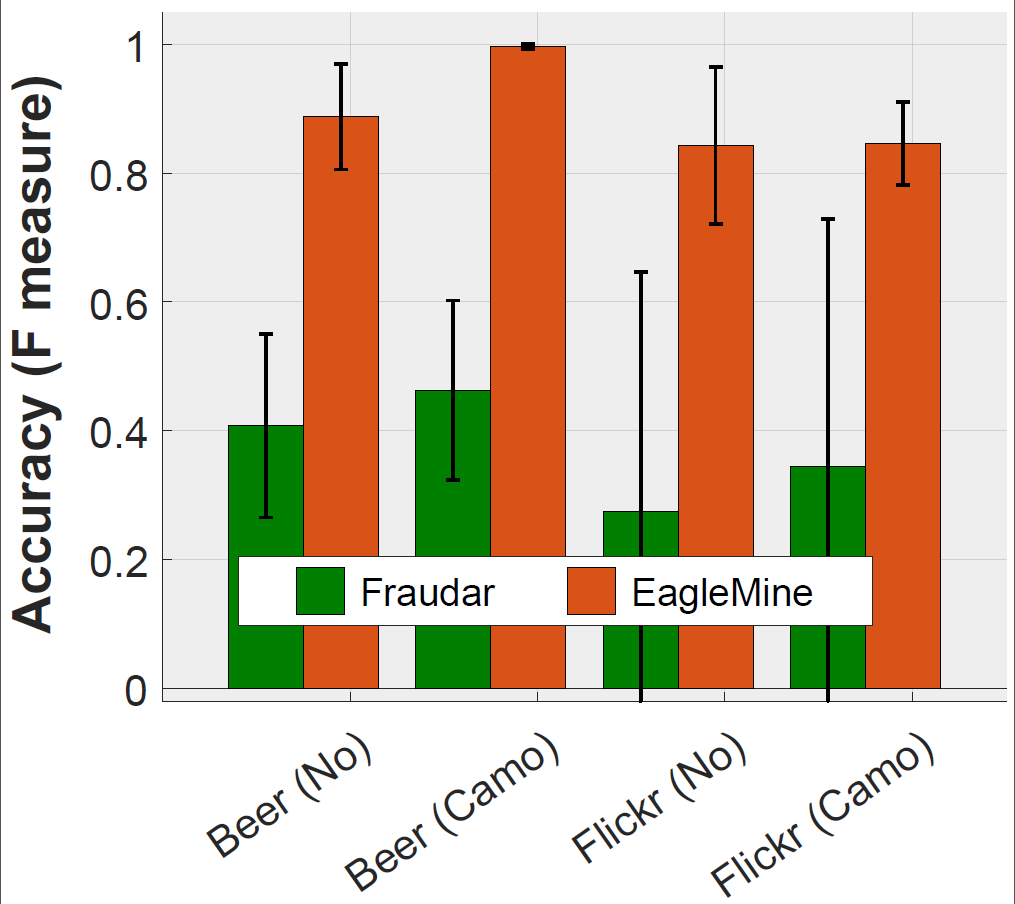 Accuracy (F measure)
1
0.8
0.6
0.4
0.2
0
Fraudar
EagleMine
Beer (No)
Beer (Camo)
Flickr (No)
Flickr (Camo)